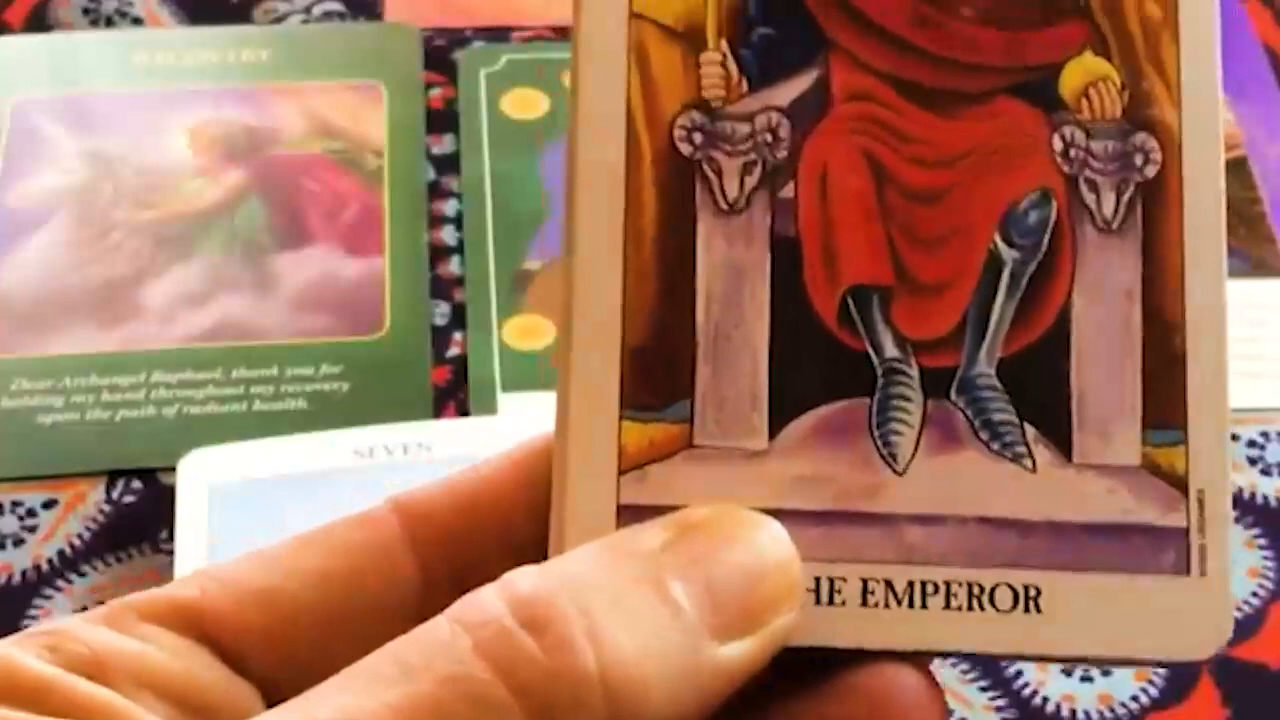 RECOVERY
Dear Archangel Raphael, thank you for
holding my hand throughout my recovery
upon the path of radiant health.
SEVEN
HE EMPEROR